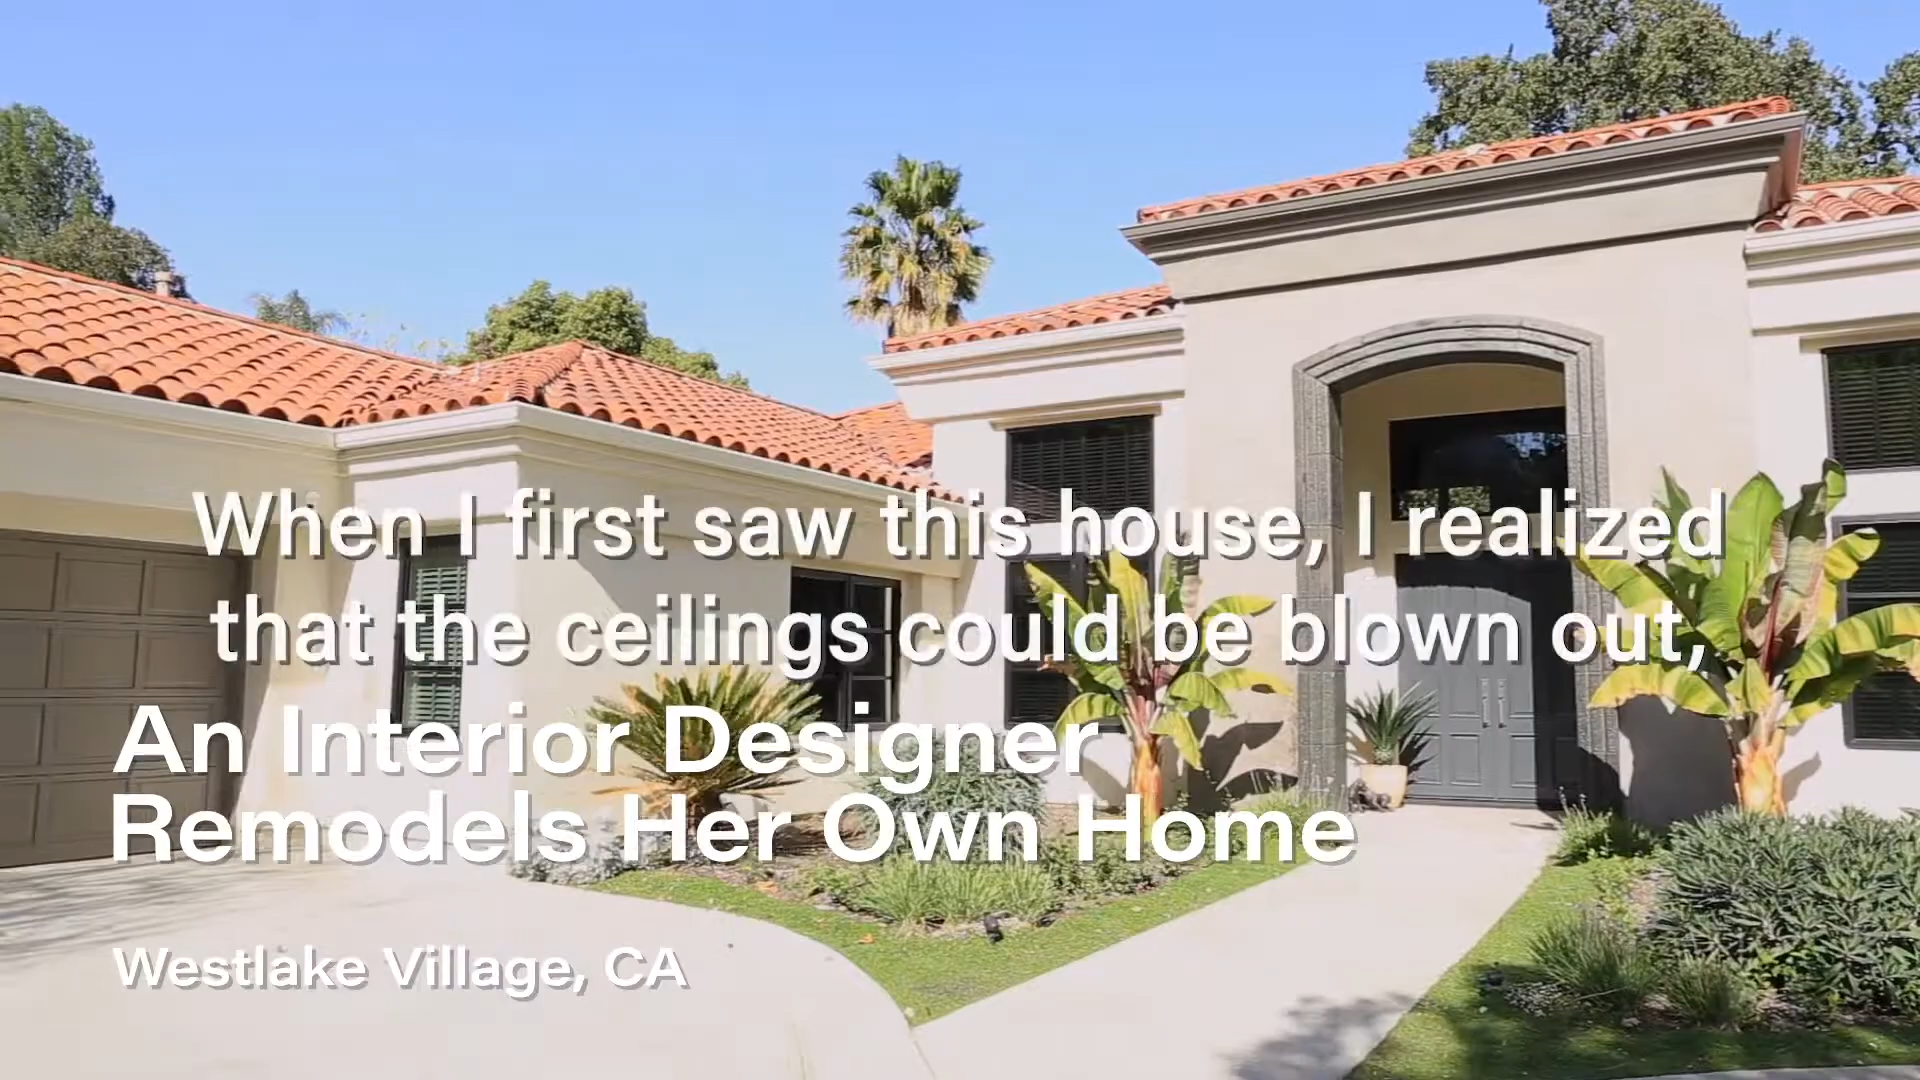 When I first saw this house, I realized
that the ceilings could be blown out,
An Interior Designer
Remodels Her Own Home
Westlake Village, CA